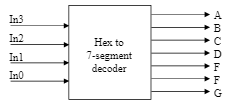 In3
In2
In1
In0
Hex to
7-segment
decoder
A
B
C
D
E
F
G